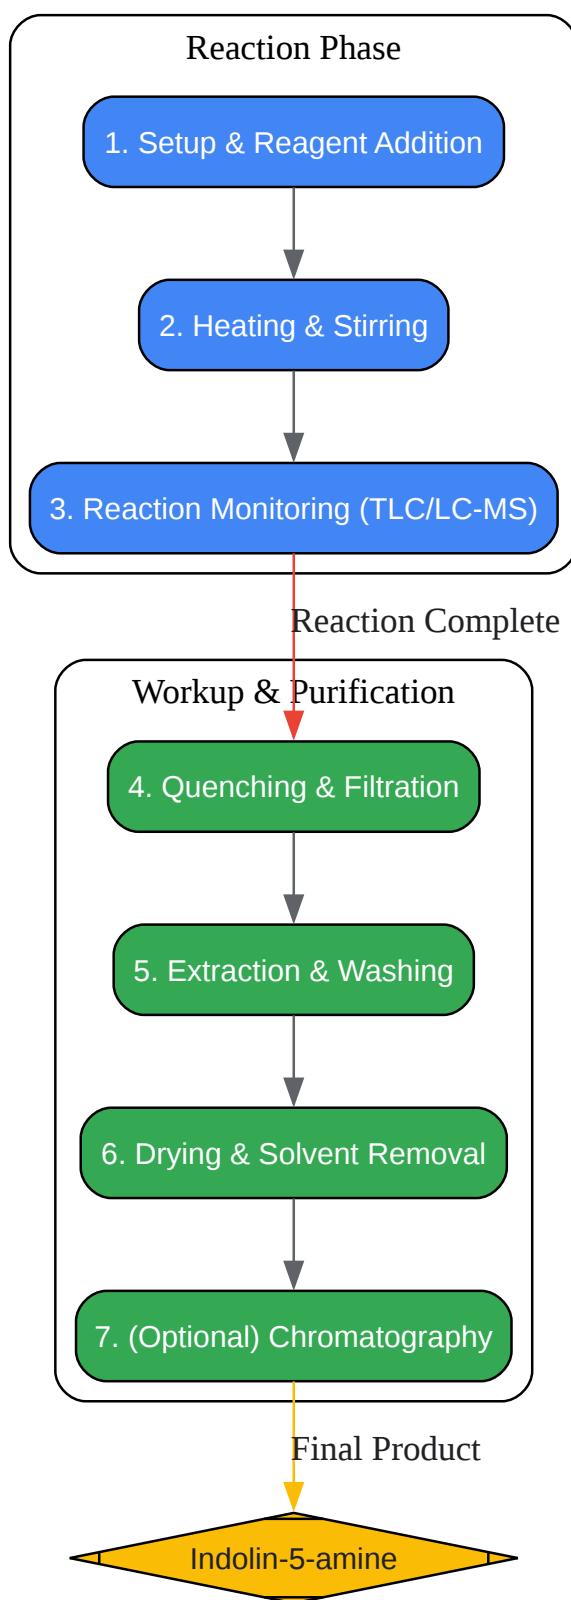 Reaction Phase
1. Setup & Reagent Addition
2. Heating & Stirring
3. Reaction Monitoring (TLC/LC-MS)
Reaction Complete
Workup & Purification
4. Quenching & Filtration
5. Extraction & Washing
6. Drying & Solvent Removal
7. (Optional) Chromatography
Final Product
Indolin-5-amine